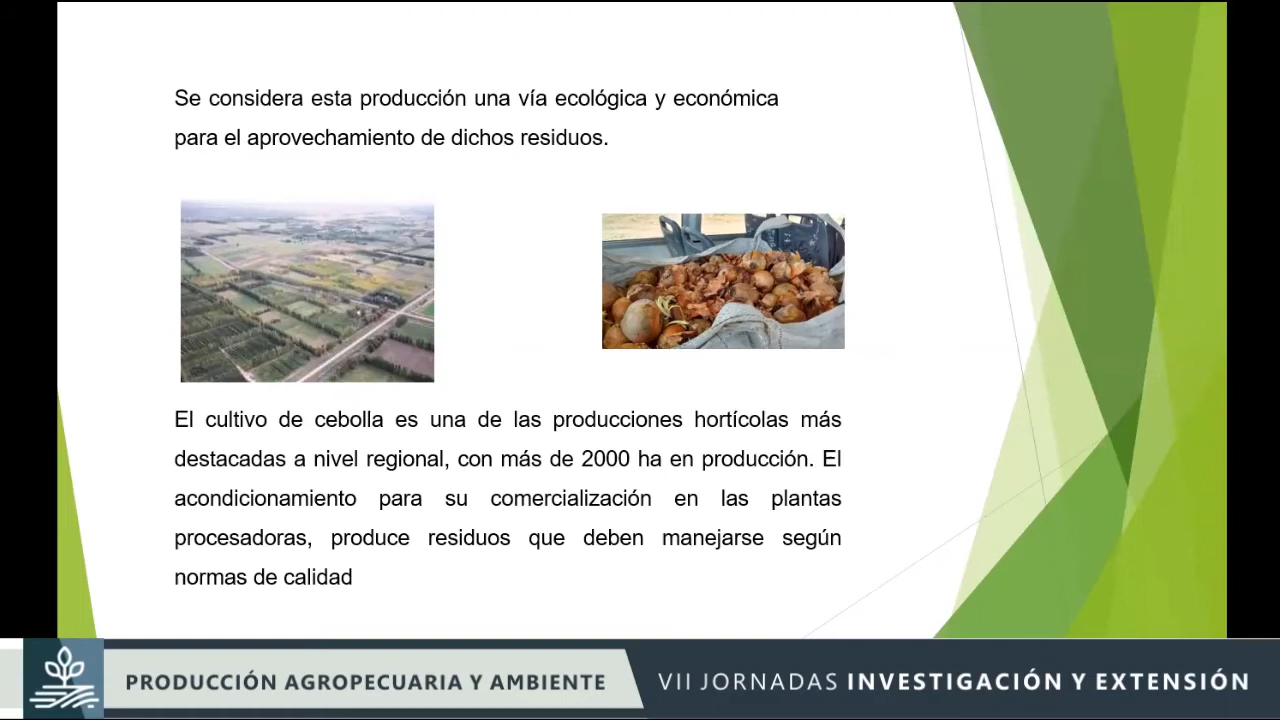 Se considera esta producción una vía ecológica y económica
para el aprovechamiento de dichos residuos.
El cultivo de cebolla es una de las producciones hortícolas más
destacadas a nivel regional, con más de 2000 ha en producción. El
acondicionamiento para su comercialización en las plantas
procesadoras, produce residuos que deben manejarse según
normas de calidad
PRODUCCIÓN AGROPECUARIA Y AMBIENTE
VII JORNADAS INVESTIGACIÓN Y EXTENSIÓN